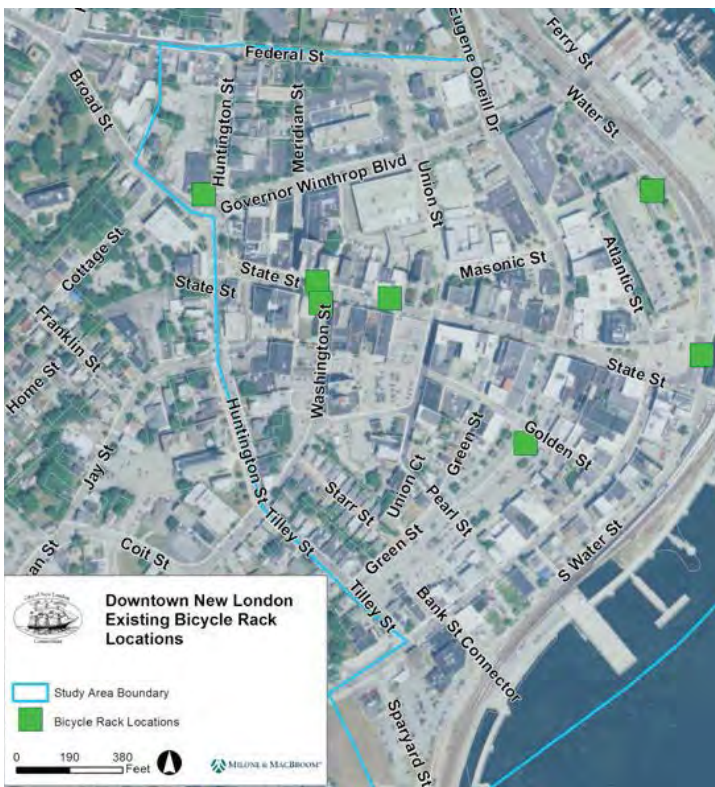 Federal St
Eugene Oneill Dr
Ferry St
Water St
Broad St
Huntington St
Meridian St
Governor Winthrop Blvd
Union St
Cottage St
State St
State St
Masonic St
Atlantic St
Franklin St
Home St
Washington St
State St
Jay St
Huntington St
Green St
Golden St
Union Ct
Pearl St
Starr St
Tilley St
Green St
S Water St
Coit St
an St
Tilley St
Bank St Connector
Sparyard St
Downtown New London
Existing Bicycle Rack
Locations
Study Area Boundary
Bicycle Rack Locations
0 190 380
Feet
MILONE & MACBROOM